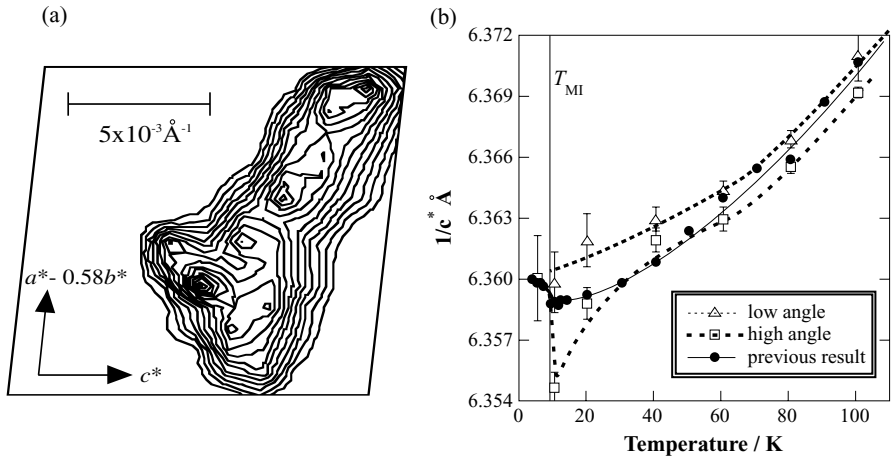 (a)
5x10⁻³Å⁻¹
a*- 0.58b*
c*
(b)
6.372
6.369
6.366
6.363
6.360
6.357
6.354
1/c* Å
T_MI
low angle
high angle
previous result
0 20 40 60 80 100
Temperature / K